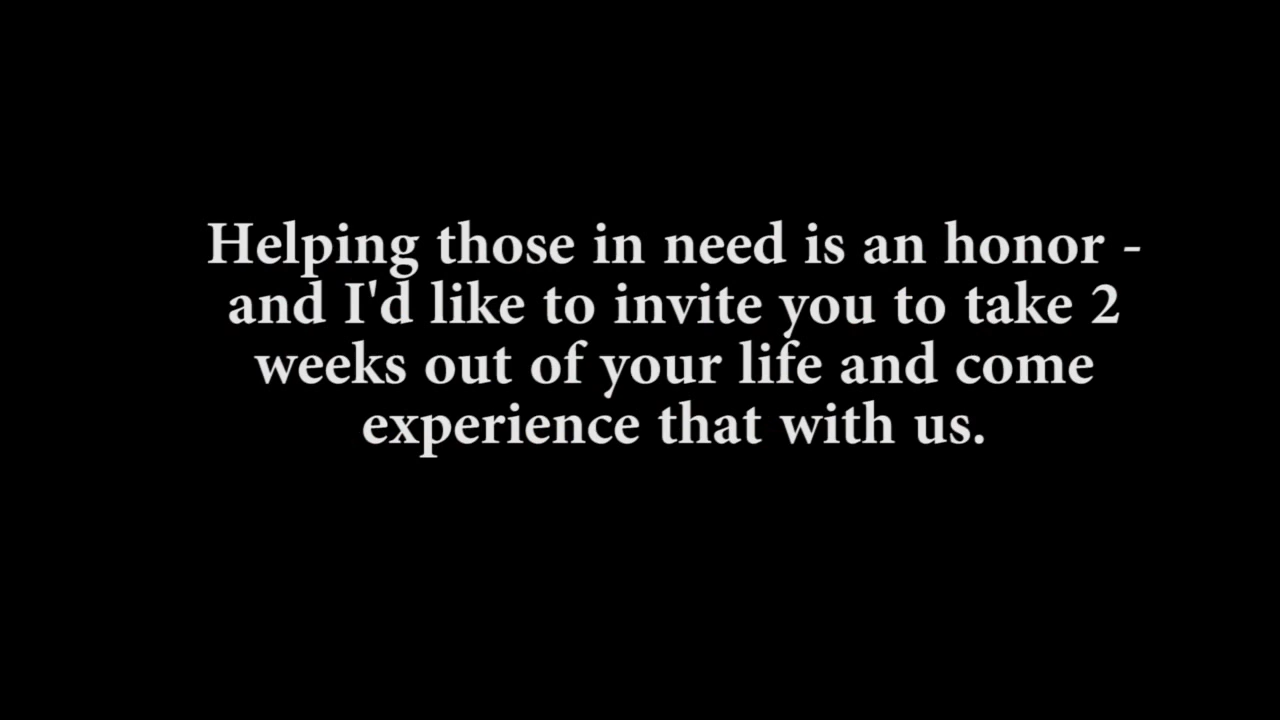 Helping those in need is an honor -
and I'd like to invite you to take 2
weeks out of your life and come
experience that with us.